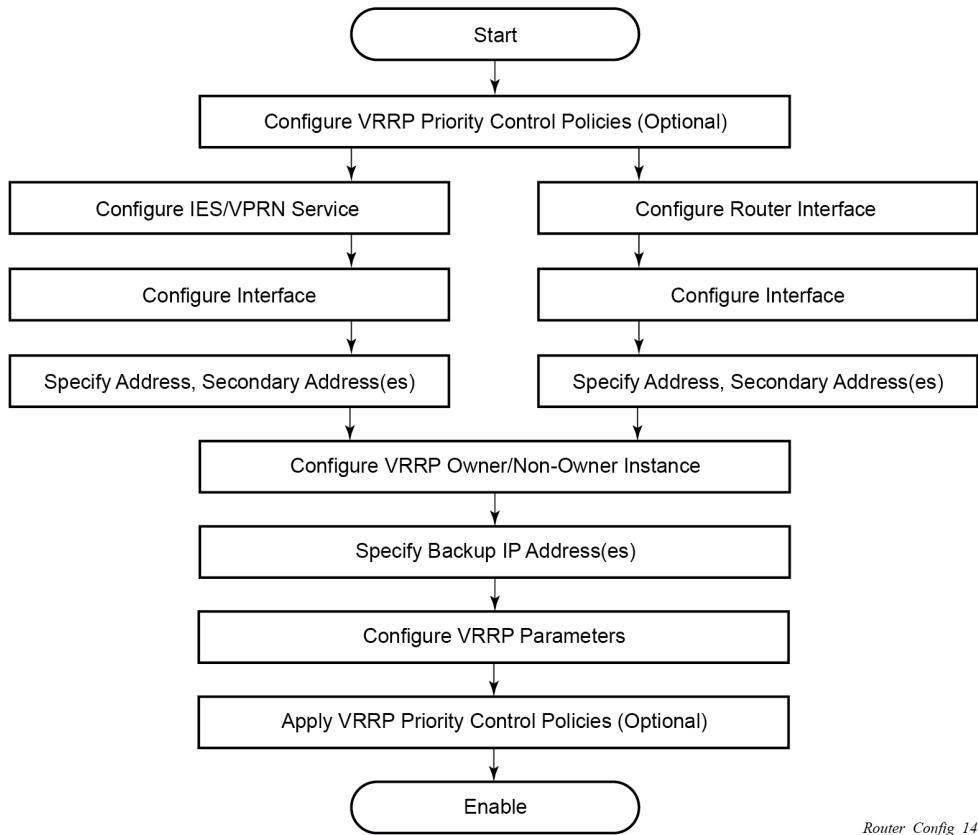 Start
Configure VRRP Priority Control Policies (Optional)
Configure IES/VPRN Service
Configure Router Interface
Configure Interface
Configure Interface
Specify Address, Secondary Address(es)
Specify Address, Secondary Address(es)
Configure VRRP Owner/Non-Owner Instance
Specify Backup IP Address(es)
Configure VRRP Parameters
Apply VRRP Priority Control Policies (Optional)
Enable
Router_Config_14